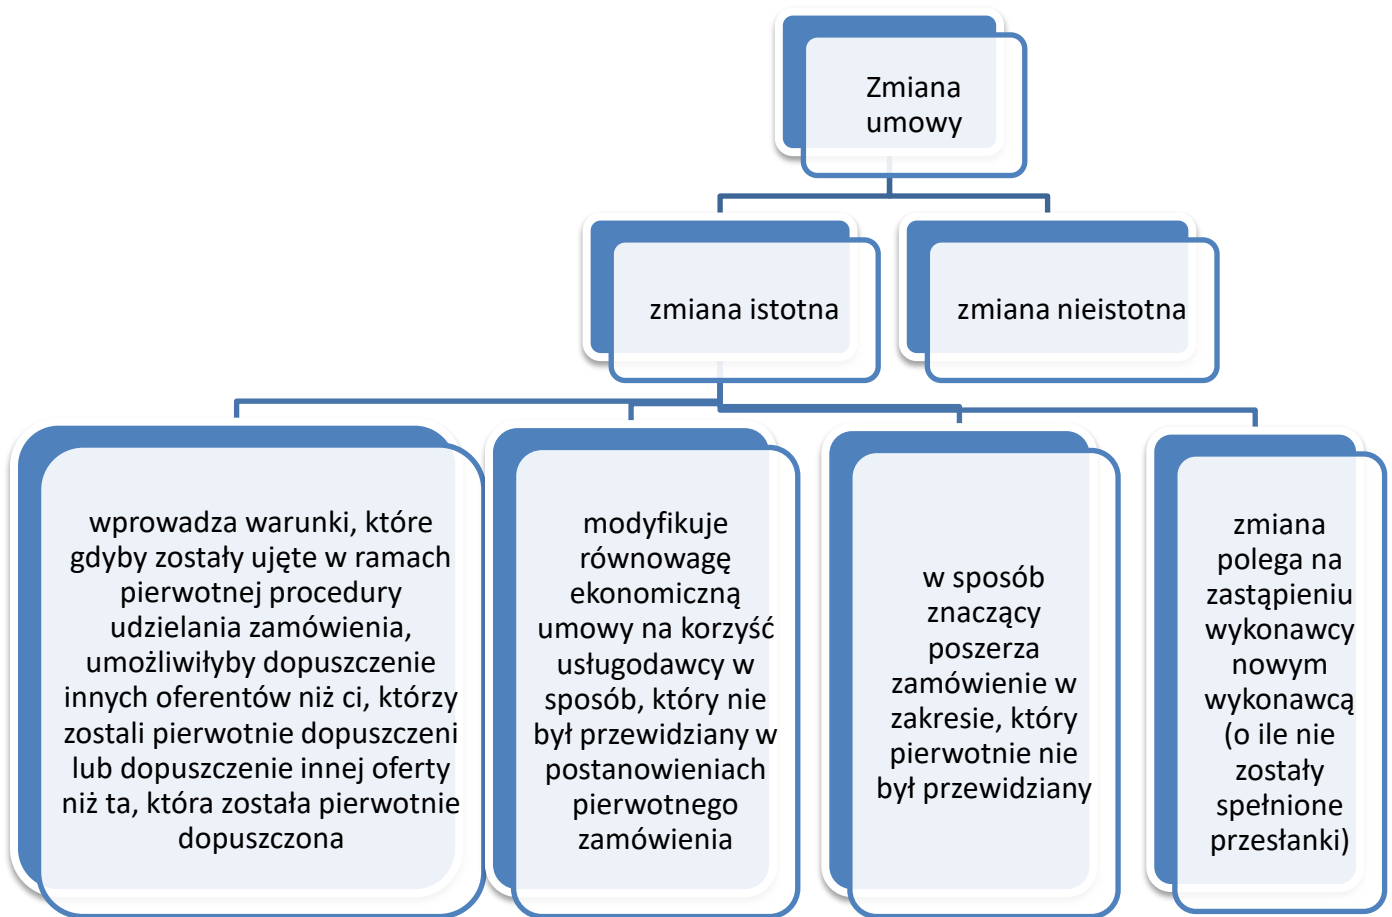 Zmiana
umowy
zmiana istotna
zmiana nieistotna
wprowadza warunki, które
gdyby zostały ujęte w ramach
pierwotnej procedury
udzielania zamówienia,
umożliwiłyby dopuszczenie
innych oferentów niż ci, którzy
zostali pierwotnie dopuszczeni
lub dopuszczenie innej oferty
niż ta, która została pierwotnie
dopuszczona
modyfikuje
równowagę
ekonomiczną
umowy na korzyść
usługodawcy w
sposób, który nie
był przewidziany w
postanowieniach
pierwotnego
zamówienia
w sposób
znaczący
poszerza
zamówienie w
zakresie, który
pierwotnie nie
był przewidziany
zmiana
polega na
zastąpieniu
wykonawcy
nowym
wykonawcą
(o ile nie
zostały
spełnione
przesłanki)